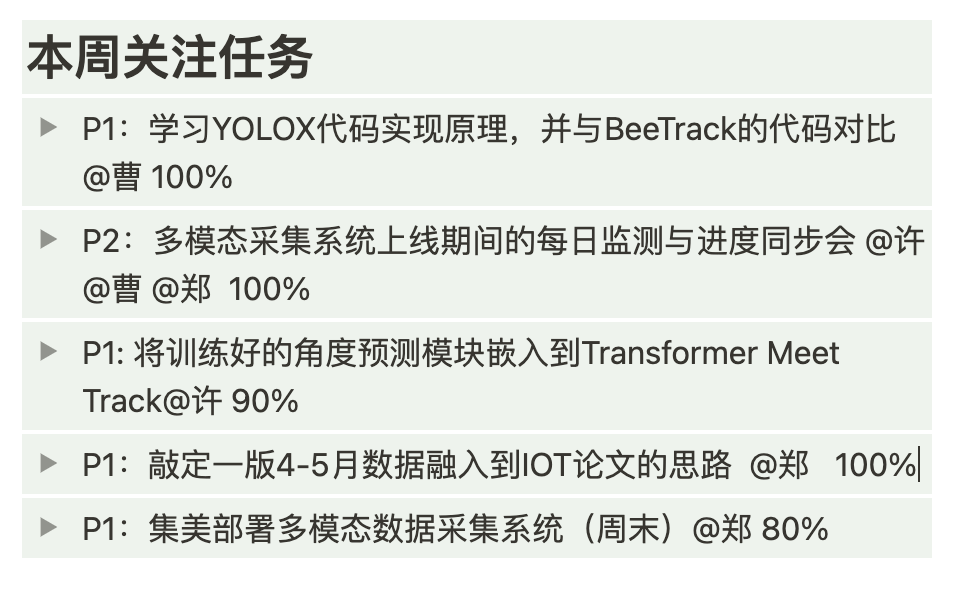 本周关注任务
P1：学习YOLOX代码实现原理，并与BeeTrack的代码对比
@曹 100%
P2：多模态采集系统上线期间的每日监测与进度同步会 @许
@曹 @郑  100%
P1: 将训练好的角度预测模块嵌入到Transformer Meet
Track@许 90%
P1：敲定一版4-5月数据融入到IOT论文的思路  @郑   100%
P1：集美部署多模态数据采集系统（周末）@郑 80%